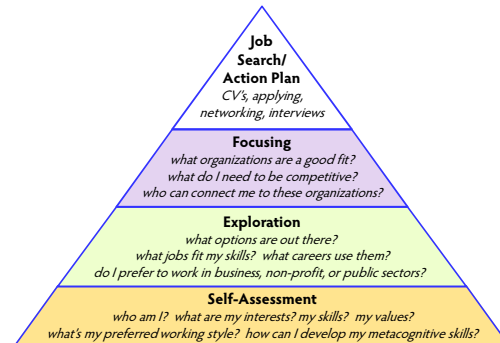 Job
Search/
Action Plan
CV's, applying,
networking, interviews
Focusing
what organizations are a good fit?
what do I need to be competitive?
who can connect me to these organizations?
Exploration
what options are out there?
what jobs fit my skills? what careers use them?
do I prefer to work in business, non-profit, or public sectors?
Self-Assessment
who am I? what are my interests? my skills? my values?
what's my preferred working style? how can I develop my metacognitive skills?